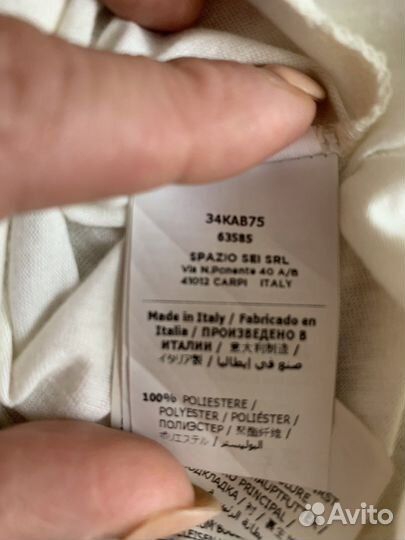 34KAB75
63585
SPAZIO SEI SRL
Via N.Ponente 40 A/B
41012 CARPI ITALY
Made in Italy / Fabricado en
Italia / ПРОИЗВЕДЕНО В
ИТАЛИИ / 意大利制造 /
イタリア製 / صنع في إيطاليا
100% POLIESTERE /
POLYESTER / POLIÉSTER /
ПОЛИЭСТЕР / 聚酯纤维 /
ポリエステル / البوليستر
PRINCIPAL
Avito